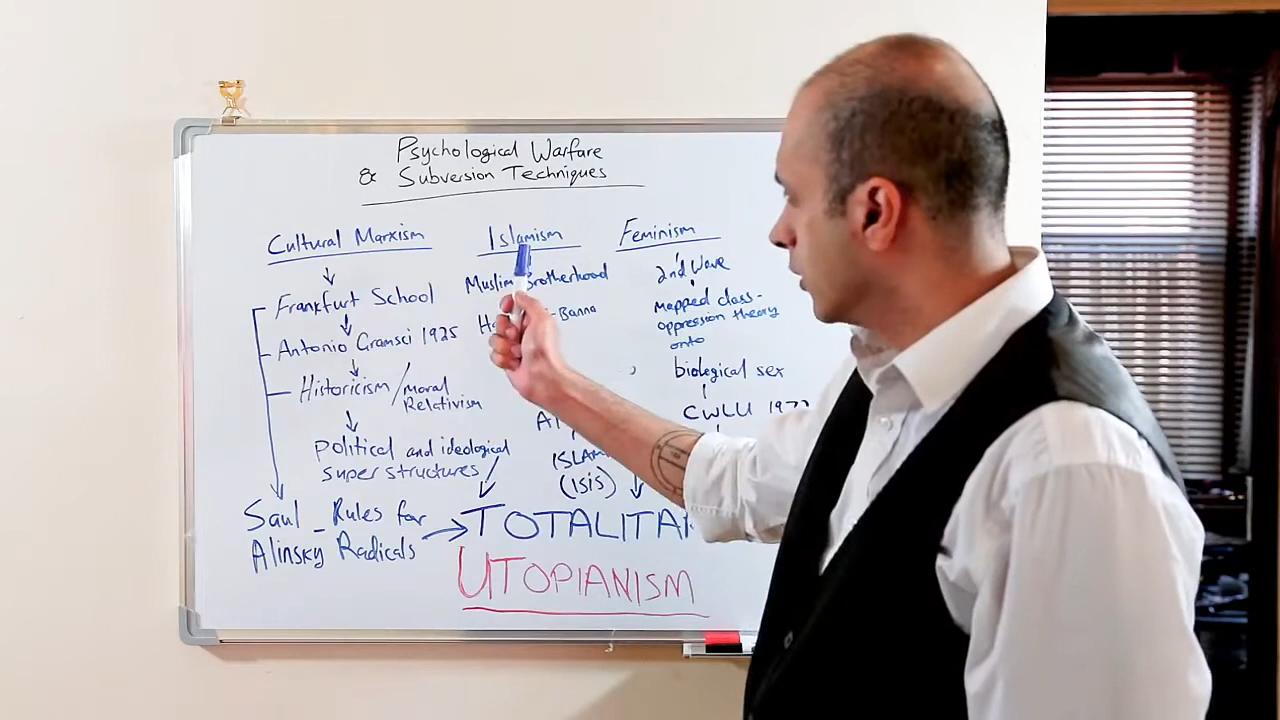 Psychological Warfare
& Subversion Techniques
Cultural Marxism
Frankfurt School
Antonio Gramsci 1925
Historicism / moral
Relativism
political and ideological
super structures
Saul - Rules for
Alinsky Radicals
Islamism
Muslim Brotherhood
Banna
(ISIS)
Feminism
2nd Wave
mapped class-
oppression theory
onto
biological sex
CWLU
TOTALITA
UTOPIANISM